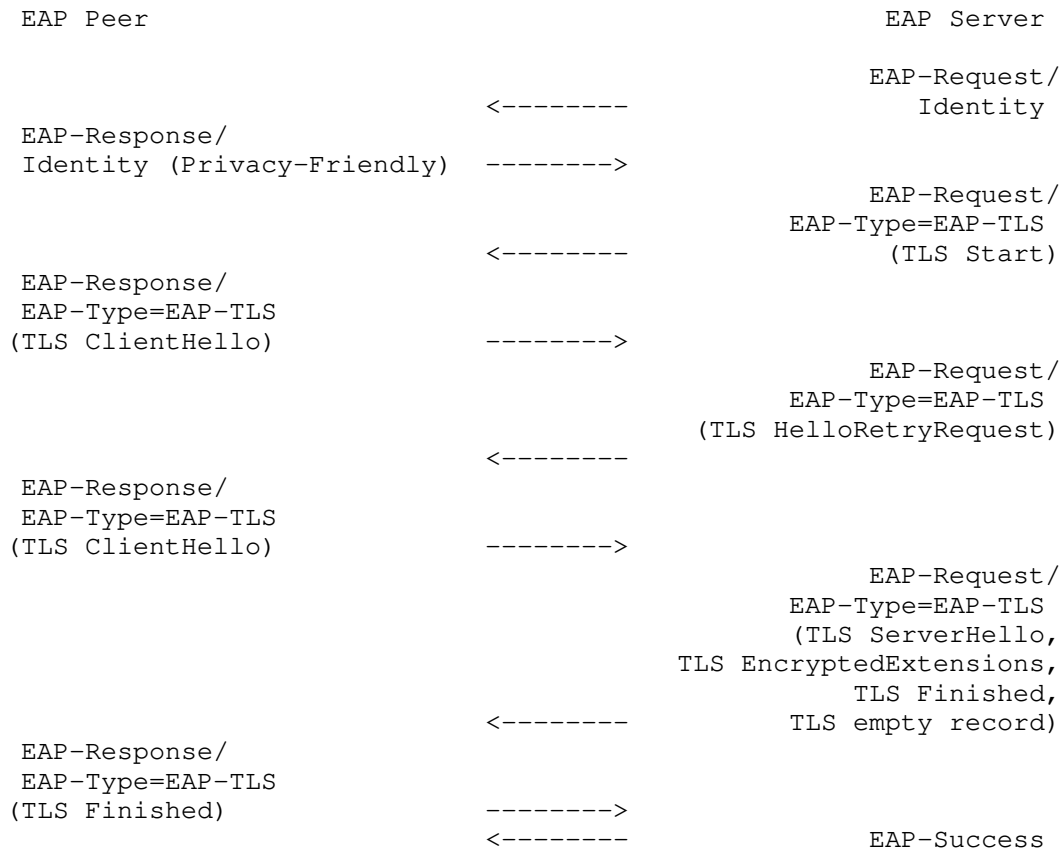 EAP Peer                                                        EAP Server
EAP-Request/
<--------                      Identity
EAP-Response/
Identity (Privacy-Friendly)  -------->
EAP-Request/
EAP-Type=EAP-TLS
<--------                    (TLS Start)
EAP-Response/
EAP-Type=EAP-TLS
(TLS ClientHello)                 -------->
EAP-Request/
EAP-Type=EAP-TLS
(TLS HelloRetryRequest)
<--------
EAP-Response/
EAP-Type=EAP-TLS
(TLS ClientHello)                 -------->
EAP-Request/
EAP-Type=EAP-TLS
(TLS ServerHello,
TLS EncryptedExtensions,
TLS Finished,
<--------            TLS empty record)
EAP-Response/
EAP-Type=EAP-TLS
(TLS Finished)                    -------->
<--------                EAP-Success